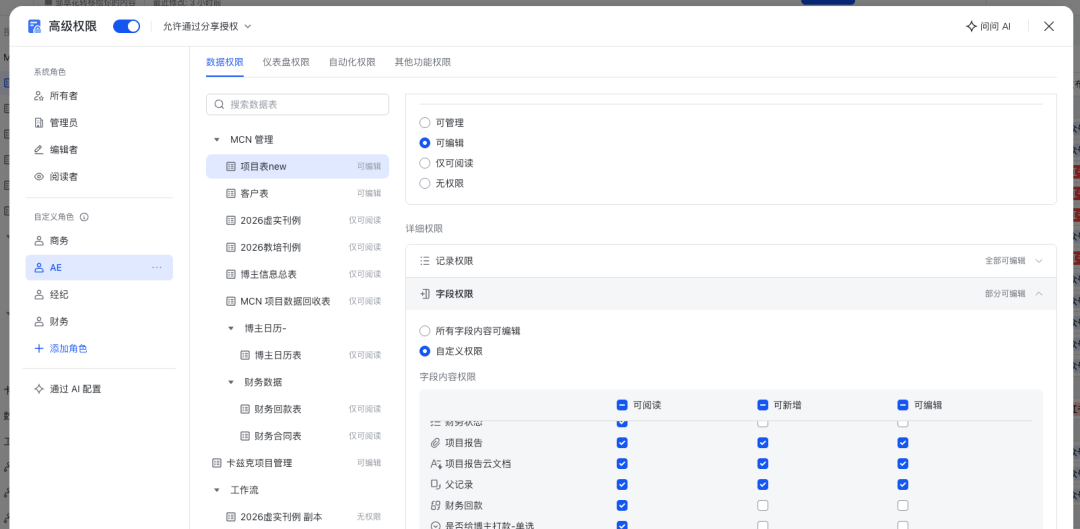 高级权限
允许通过分享授权
问问 AI
系统角色
所有者
管理员
编辑者
阅读者
自定义角色
商务
AE
经纪
财务
添加角色
通过 AI 配置
数据权限 仪表盘权限 自动化权限 其他功能权限
搜索数据表
MCN 管理
项目表new 可编辑
客户表 可编辑
2026虚实刊例 仅可阅读
2026教培刊例 仅可阅读
博主信息总表 仅可阅读
MCN 项目数据回收表 仅可阅读
博主日历-
博主日历表 仅可阅读
财务数据
财务回款表 仅可阅读
财务合同表 仅可阅读
卡兹克项目管理 可编辑
工作流
2026虚实刊例 副本 无权限
可管理
可编辑
仅可阅读
无权限
详细权限
记录权限 全部可编辑
字段权限 部分可编辑
所有字段内容可编辑
自定义权限
字段内容权限
可阅读 可新增 可编辑
财务状态
项目报告
项目报告云文档
父记录
财务回款
是否给博主打款-单选